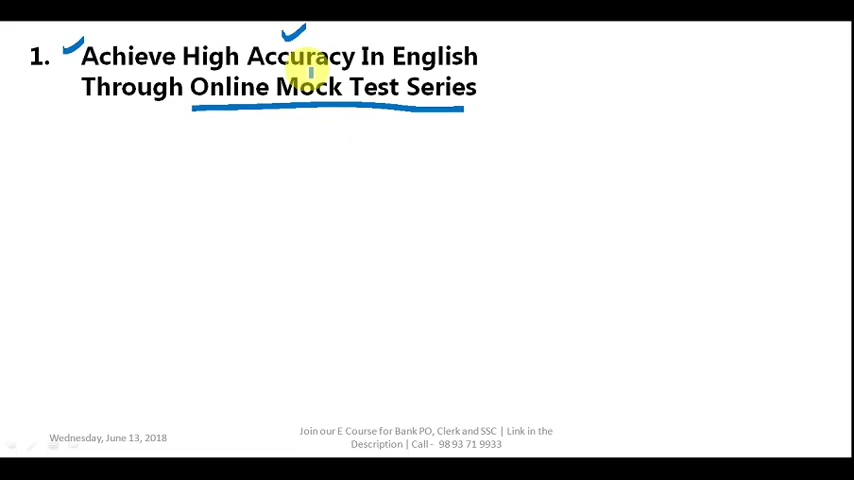 1. Achieve High Accuracy In English
Through Online Mock Test Series
Wednesday, June 13, 2018
Join our E Course for Bank PO, Clerk and SSC | Link in the
Description | Call - 98 93 71 9933